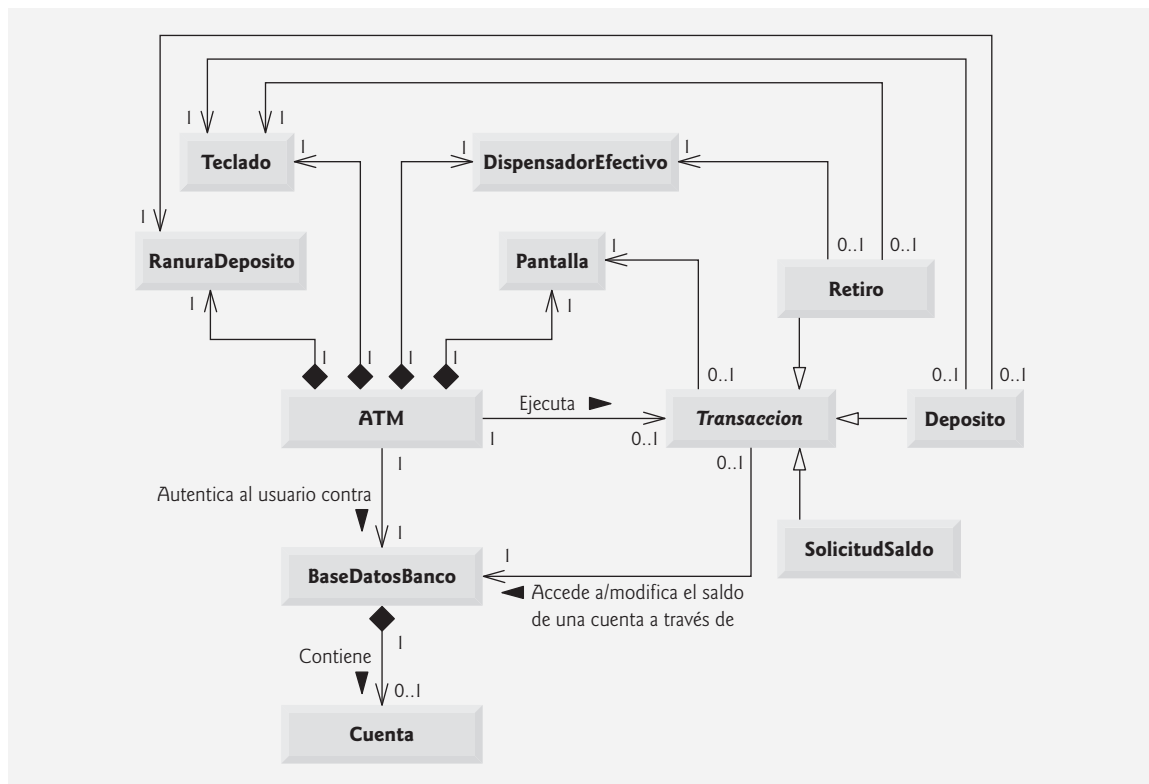 1
1
1
1
Teclado
DispensadorEfectivo
1
1
0..1
0..1
RanuraDeposito
Pantalla
1
Retiro
1
1
1
1
1
1
0..1
0..1
0..1
ATM
Ejecuta
Transaccion
Deposito
1
0..1
1
0..1
Autentica al usuario contra
1
1
SolicitudSaldo
BaseDatosBanco
Accede a/modifica el saldo
de una cuenta a través de
1
Contiene
0..1
Cuenta